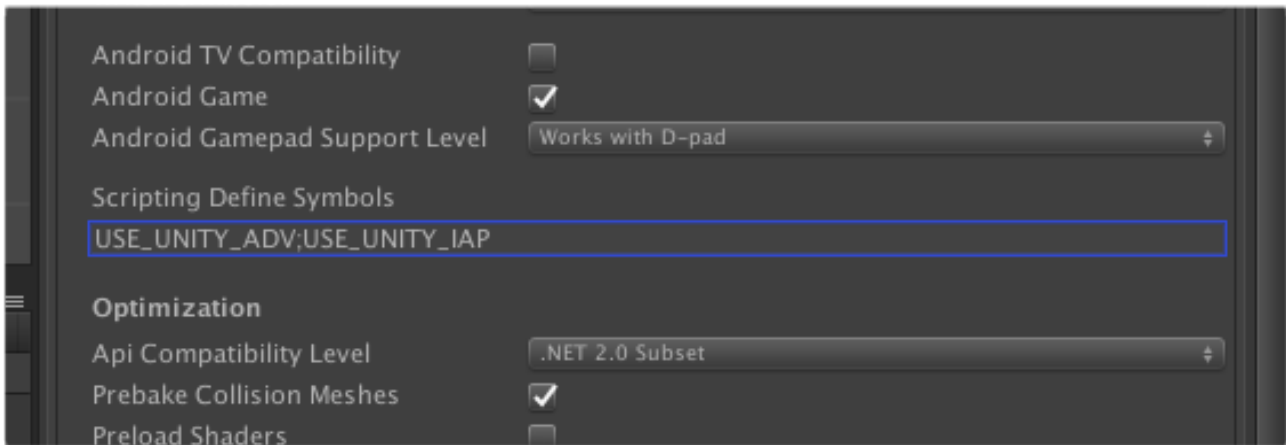 Android TV Compatibility
Android Game
Android Gamepad Support Level Works with D-pad
Scripting Define Symbols
USE_UNITY_ADV;USE_UNITY_IAP
Optimization
Api Compatibility Level .NET 2.0 Subset
Prebake Collision Meshes
Preload Shaders